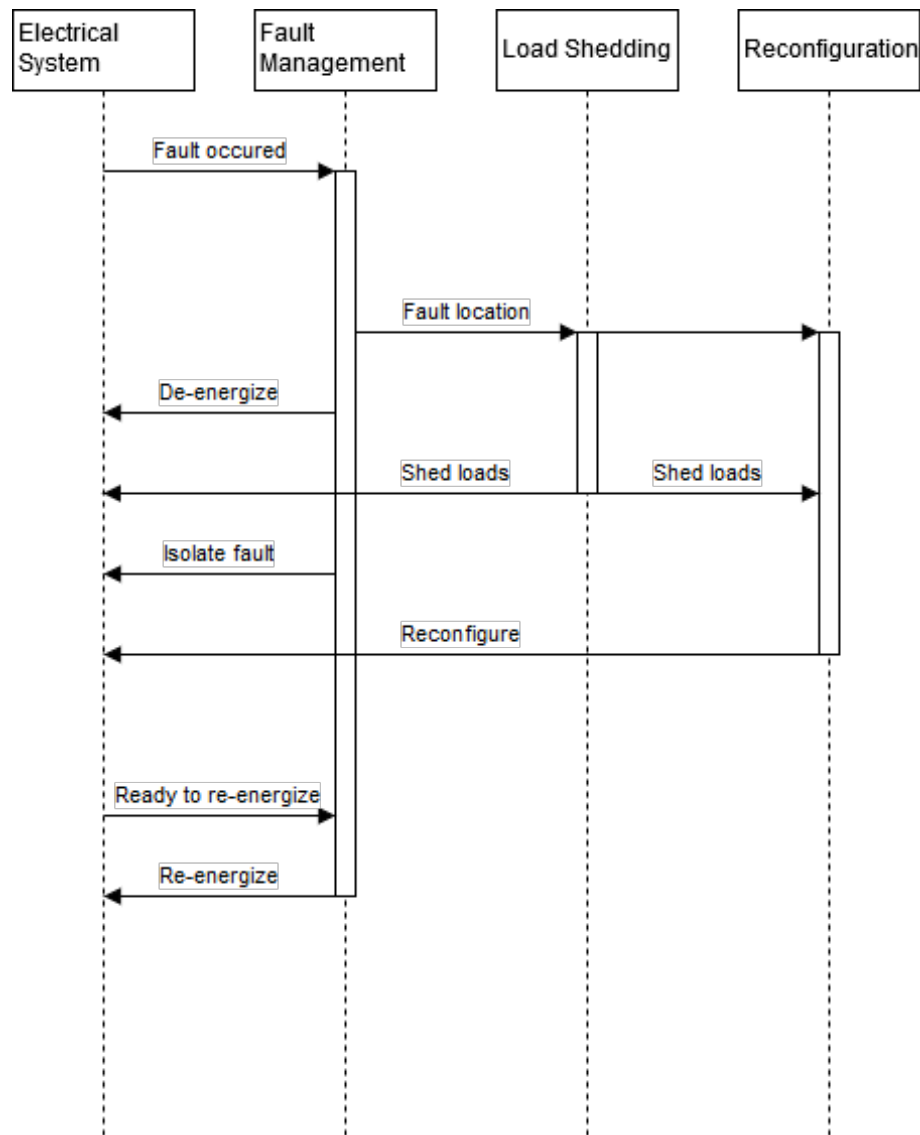 Electrical
System
Fault
Management
Load Shedding
Reconfiguration
Fault occured
Fault location
De-energize
Shed loads
Shed loads
Isolate fault
Reconfigure
Ready to re-energize
Re-energize